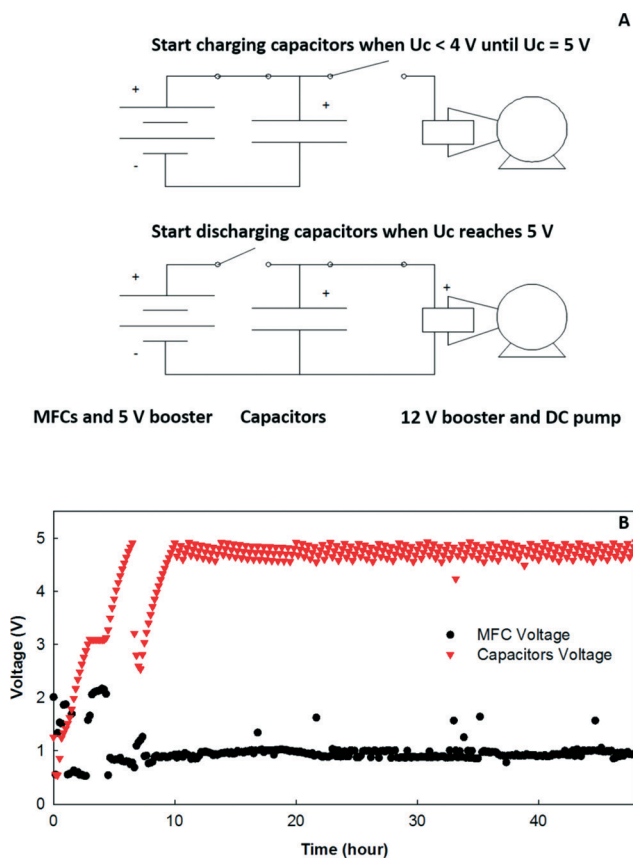 A
Start charging capacitors when Uc < 4 V until Uc = 5 V
+
+
-
Start discharging capacitors when Uc reaches 5 V
+
+
+
-
MFCs and 5 V booster Capacitors 12 V booster and DC pump
B
5
4
3
2
1
0
Voltage (V)
MFC Voltage
Capacitors Voltage
0 10 20 30 40
Time (hour)